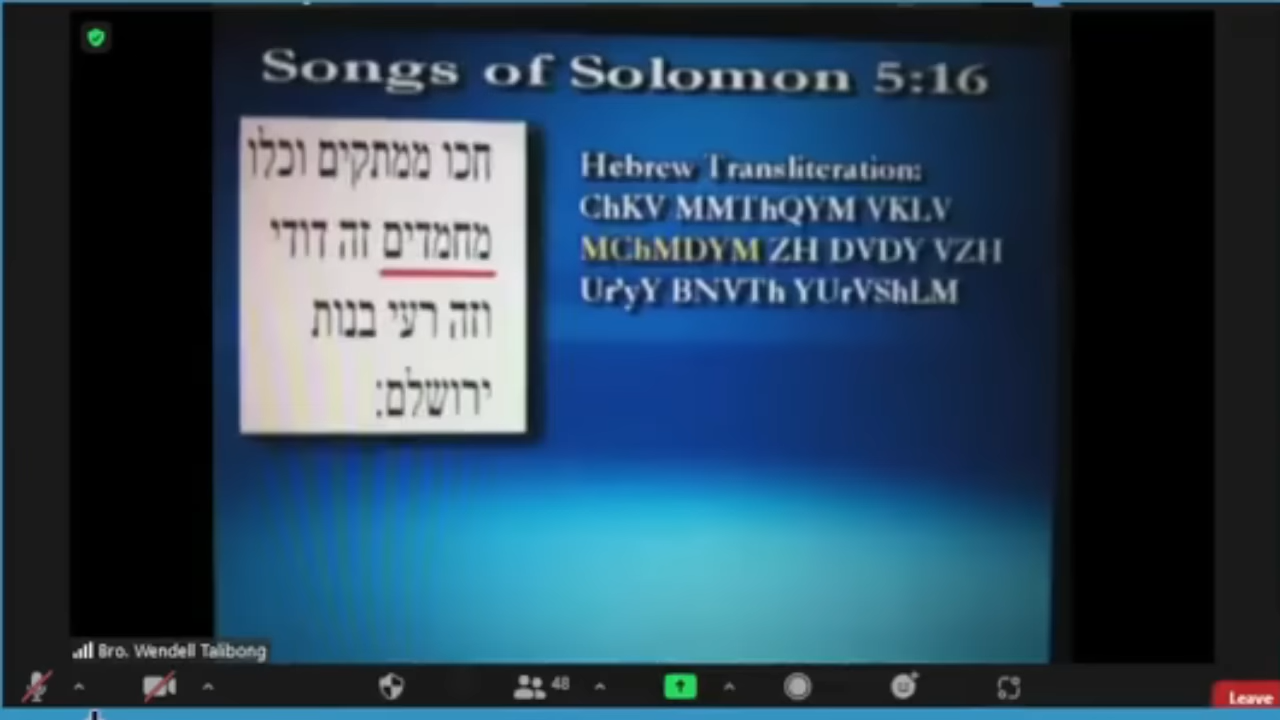 Songs of Solomon 5:16
חכו ממתקים וכלו
מחמדים זה דודי
וזה רעי בנות
ירושלם:
Hebrew Transliteration:
ChKV MMThQYM VKLV
MChMDYM ZH DVDY VZH
Ur'yY BNVTh YUrVShLM
Bro. Wendell Talibong
48
Leave